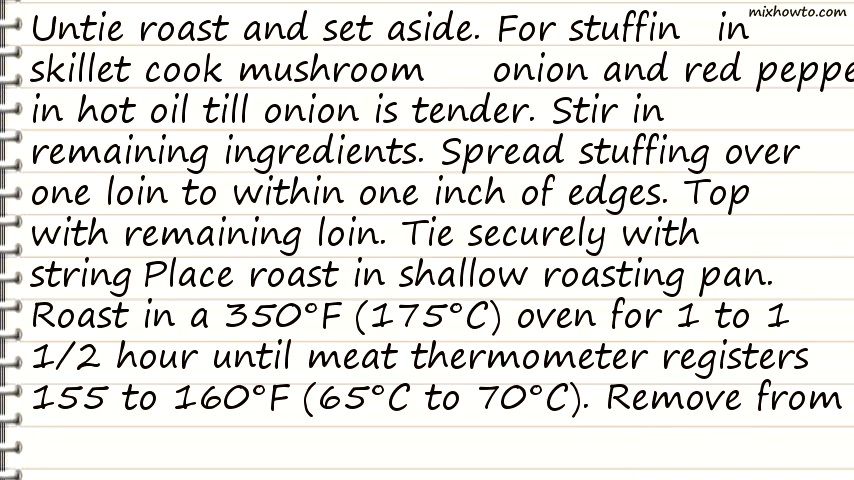 mixhowto.com
Untie roast and set aside. For stuffin in
skillet cook mushroom onion and red peppe
in hot oil till onion is tender. Stir in
remaining ingredients. Spread stuffing over
one loin to within one inch of edges. Top
with remaining loin. Tie securely with
string Place roast in shallow roasting pan.
Roast in a 350°F (175°C) oven for 1 to 1
1/2 hour until meat thermometer registers
155 to 160°F (65°C to 70°C). Remove from